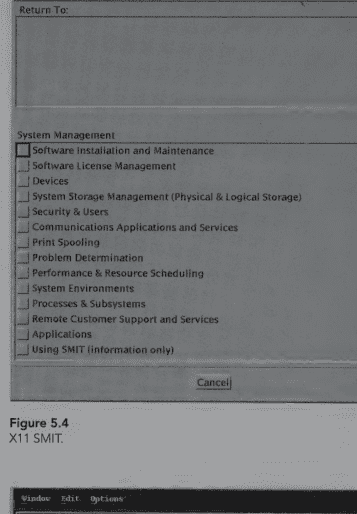 Return To:
System Management
Software Installation and Maintenance
Software License Management
Devices
System Storage Management (Physical & Logical Storage)
Security & Users
Communications Applications and Services
Print Spooling
Problem Determination
Performance & Resource Scheduling
System Environments
Processes & Subsystems
Remote Customer Support and Services
Applications
Using SMIT (information only)
Cancel
Figure 5.4
X11 SMIT.
Window Edit Options